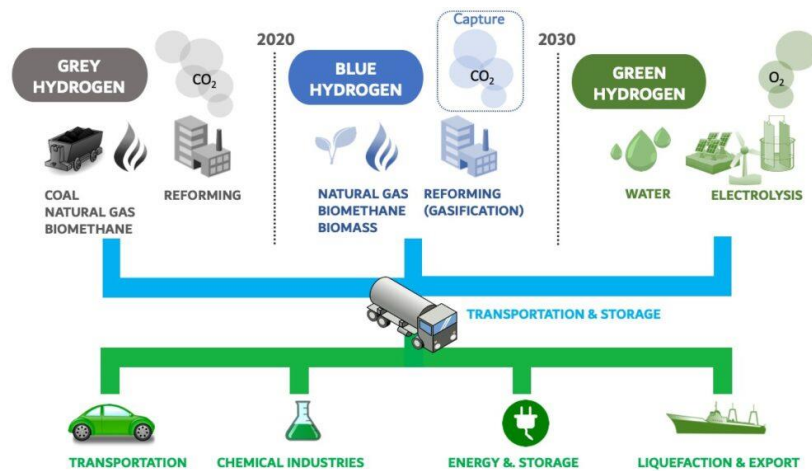 Capture
2020
2030
GREY
HYDROGEN
CO₂
BLUE
HYDROGEN
CO₂
GREEN
HYDROGEN
O₂
COAL
NATURAL GAS
BIOMETHANE
REFORMING
NATURAL GAS
BIOMETHANE
BIOMASS
REFORMING
(GASIFICATION)
WATER
ELECTROLYSIS
TRANSPORTATION & STORAGE
TRANSPORTATION
CHEMICAL INDUSTRIES
ENERGY &. STORAGE
LIQUEFACTION & EXPORT